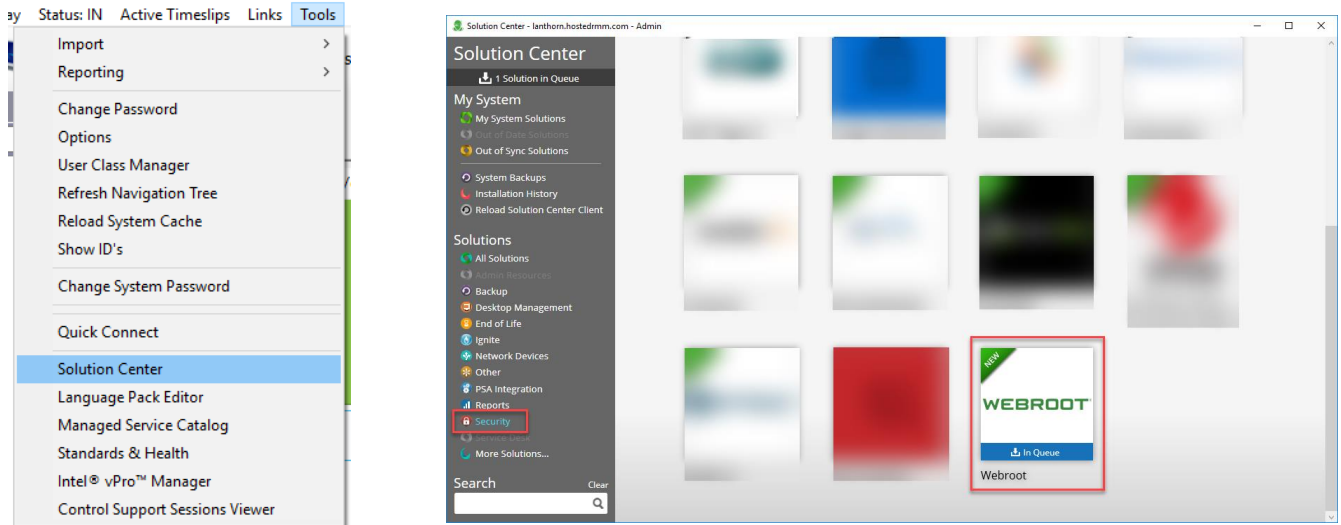 ay Status: IN Active Timeslips Links Tools
Import
Reporting
Change Password
Options
User Class Manager
Refresh Navigation Tree
Reload System Cache
Show ID's
Change System Password
Quick Connect
Solution Center
Language Pack Editor
Managed Service Catalog
Standards & Health
Intel® vPro™ Manager
Control Support Sessions Viewer
Solution Center - lanthorn.hostedrmm.com - Admin
Solution Center
1 Solution in Queue
My System
My System Solutions
Out of Date Solutions
Out of Sync Solutions
System Backups
Installation History
Reload Solution Center Client
Solutions
All Solutions
Admin Resources
Backup
Desktop Management
End of Life
Ignite
Network Devices
Other
PSA Integration
Reports
Security
Service Desk
More Solutions...
Search Clear
NEW
WEBROOT
In Queue
Webroot